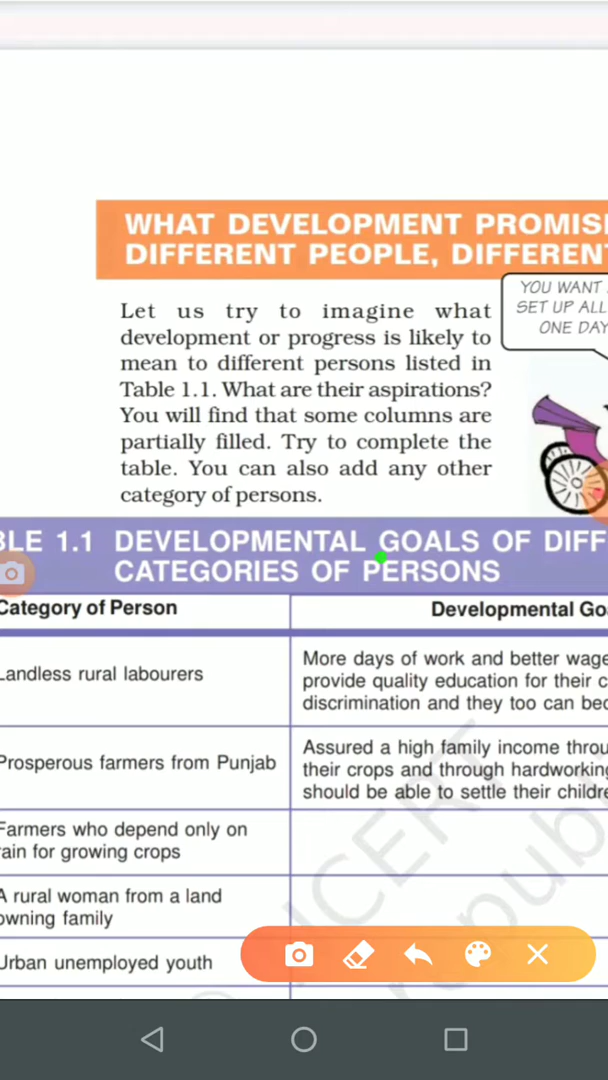 WHAT DEVELOPMENT PROMIS
DIFFERENT PEOPLE, DIFFEREN
YOU WANT
SET UP ALL
ONE DAY
Let us try to imagine what
development or progress is likely to
mean to different persons listed in
Table 1.1. What are their aspirations?
You will find that some columns are
partially filled. Try to complete the
table. You can also add any other
category of persons.
BLE 1.1 DEVELOPMENTAL GOALS OF DIFF
CATEGORIES OF PERSONS
Category of Person
Developmental Go
Landless rural labourers
More days of work and better wage
provide quality education for their c
discrimination and they too can bec
Prosperous farmers from Punjab
Assured a high family income throu
their crops and through hardworking
should be able to settle their childre
Farmers who depend only on
rain for growing crops
A rural woman from a land
owning family
Urban unemployed youth
NCERT
republi